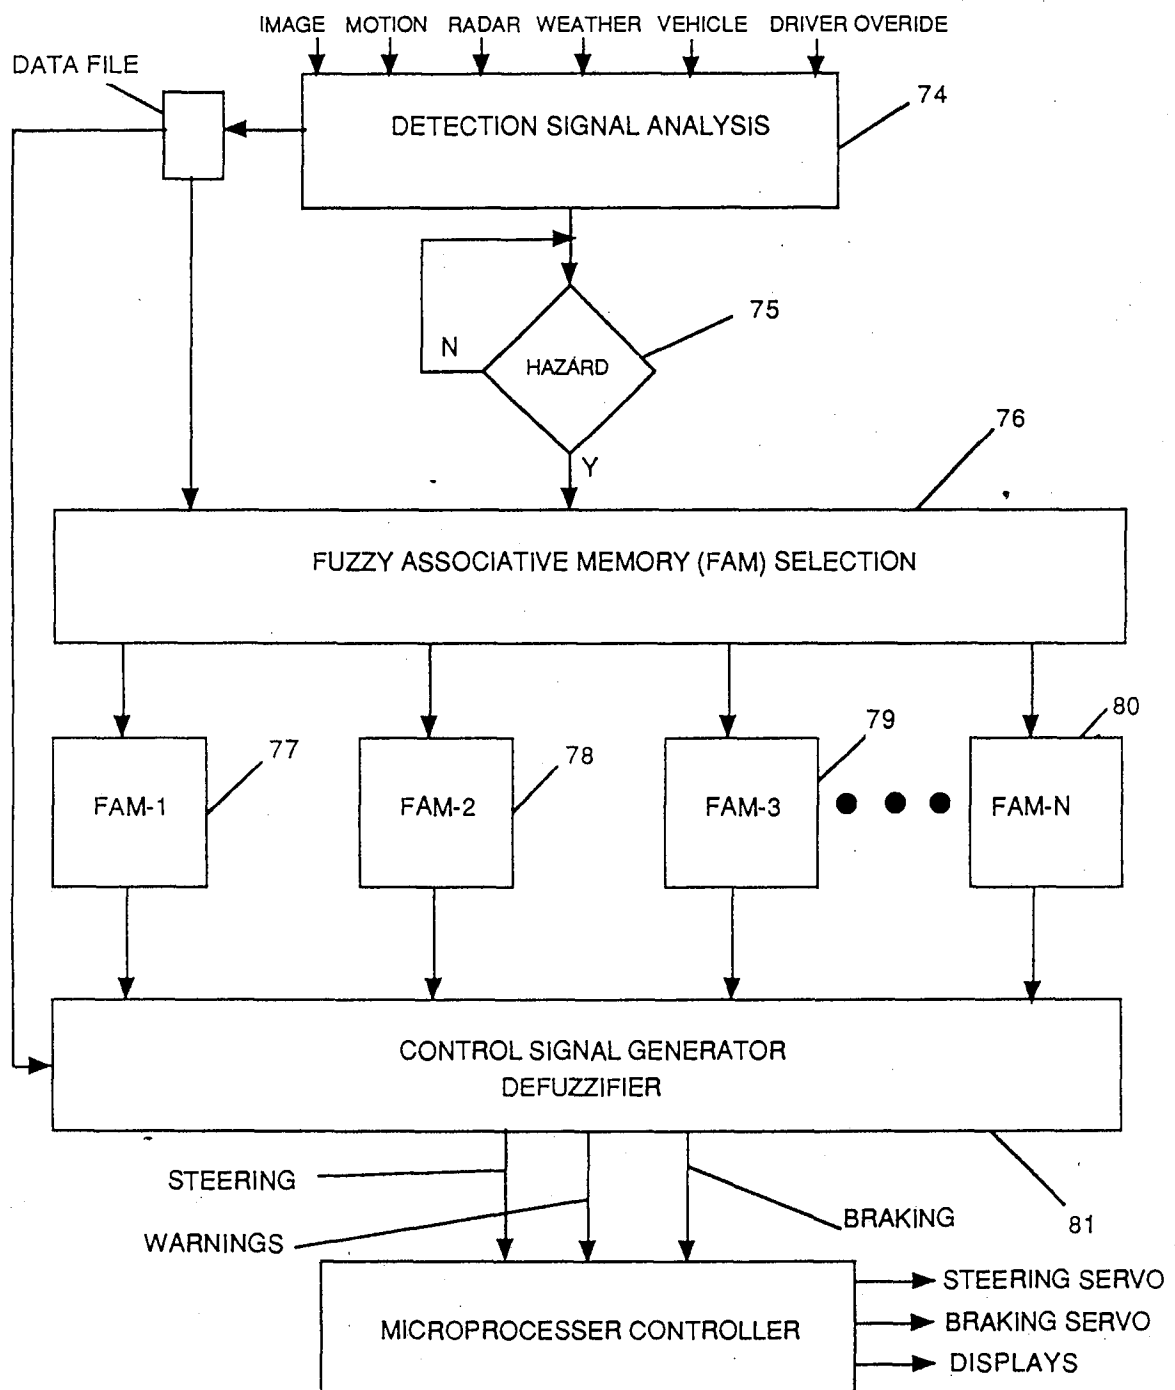 IMAGE MOTION RADAR WEATHER VEHICLE DRIVER OVERIDE
DATA FILE
DETECTION SIGNAL ANALYSIS
74
HAZARD
75
N
Y
76
FUZZY ASSOCIATIVE MEMORY (FAM) SELECTION
FAM-1
77
FAM-2
78
FAM-3
79
FAM-N
80
CONTROL SIGNAL GENERATOR
DEFUZZIFIER
81
STEERING
WARNINGS
BRAKING
MICROPROCESSER CONTROLLER
STEERING SERVO
BRAKING SERVO
DISPLAYS